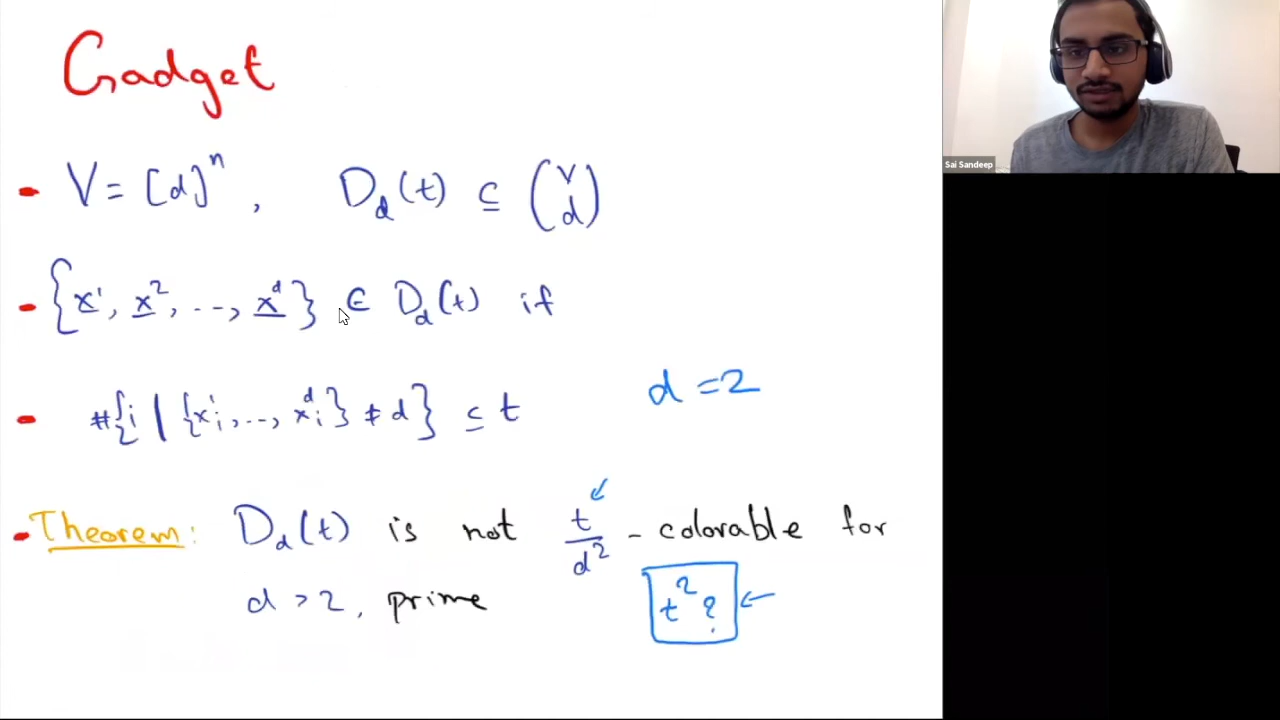 Gadget
- V = [d]^n, D_d(t) ⊆ (V d)
- {x^1, x^2, ..., x^d} ∈ D_d(t) if
- #{i | {x_i^1, ..., x_i^d} ≠ d} ≤ t
d = 2
- Theorem: D_d(t) is not t/d^2 - colorable for
d > 2, prime
t^2 ?
Sai Sandeep